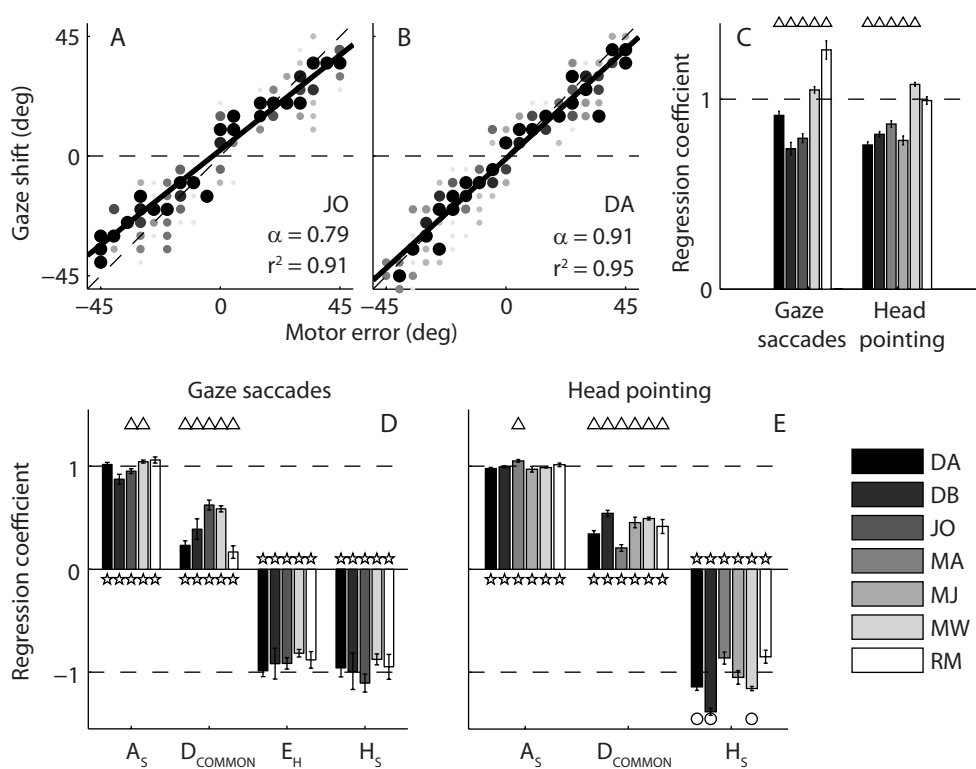 A
B
C
45
0
−45
Gaze shift (deg)
JO
α = 0.79
r² = 0.91
DA
α = 0.91
r² = 0.95
−45
0
45
−45
0
45
Motor error (deg)
Regression coefficient
1
0
Gaze saccades
Head pointing
Gaze saccades
D
Regression coefficient
1
0
−1
A_S
D_COMMON
E_H
H_S
Head pointing
E
1
0
−1
A_S
D_COMMON
H_S
DA
DB
JO
MA
MJ
MW
RM